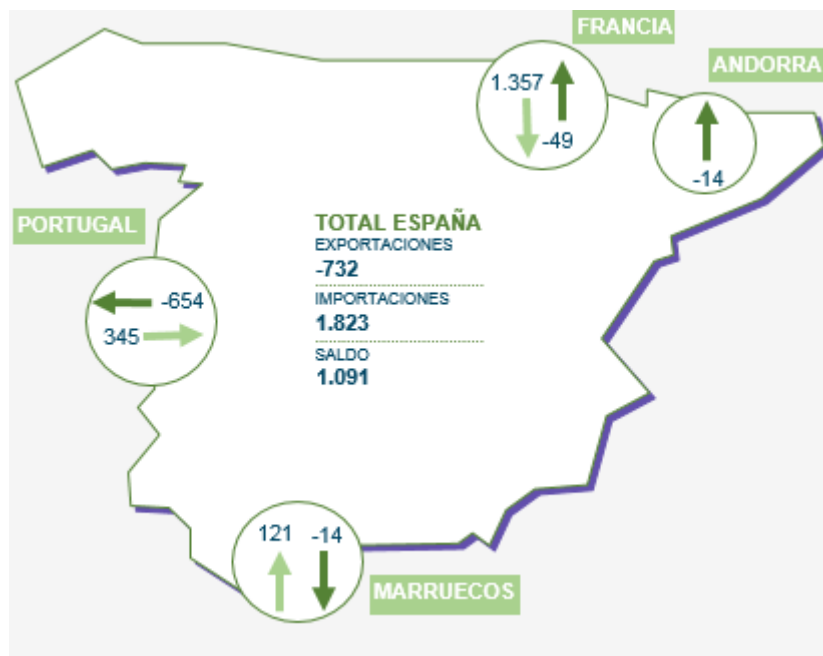 FRANCIA
1.357
-49
ANDORRA
-14
PORTUGAL
-654
345
TOTAL ESPAÑA
EXPORTACIONES
-732
IMPORTACIONES
1.823
SALDO
1.091
121 -14
MARRUECOS